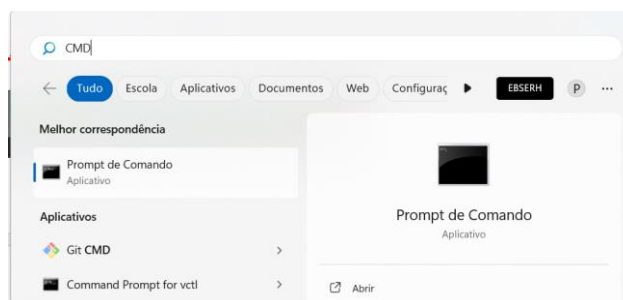 CMD
Tudo Escola Aplicativos Documentos Web Configuraç EBSERH P ...
Melhor correspondência
Prompt de Comando
Aplicativo
Aplicativos
Git CMD
Command Prompt for vctl
Prompt de Comando
Aplicativo
Abrir